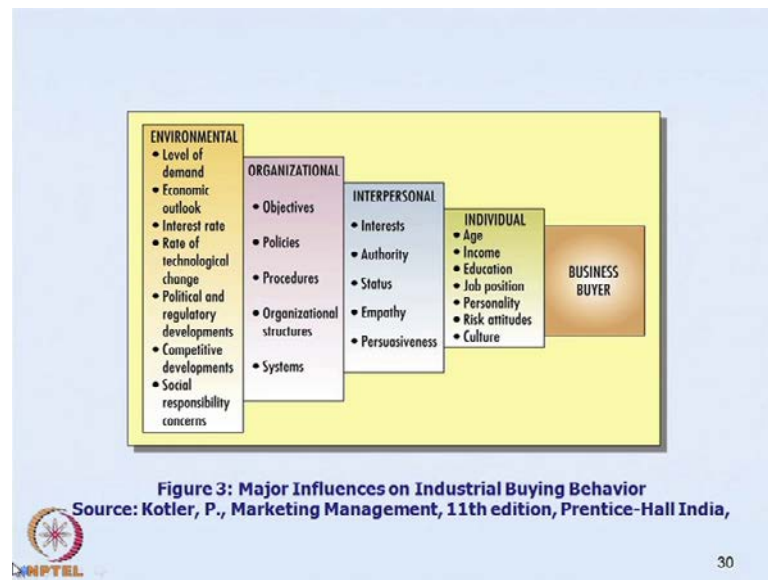 ENVIRONMENTAL
• Level of
demand
• Economic
outlook
• Interest rate
• Rate of
technological
change
• Political and
regulatory
developments
• Competitive
developments
• Social
responsibility
concerns
ORGANIZATIONAL
• Objectives
• Policies
• Procedures
• Organizational
structures
• Systems
INTERPERSONAL
• Interests
• Authority
• Status
• Empathy
• Persuasiveness
INDIVIDUAL
• Age
• Income
• Education
• Job position
• Personality
• Risk attitudes
• Culture
BUSINESS
BUYER
Figure 3: Major Influences on Industrial Buying Behavior
Source: Kotler, P., Marketing Management, 11th edition, Prentice-Hall India,
NPTEL
30